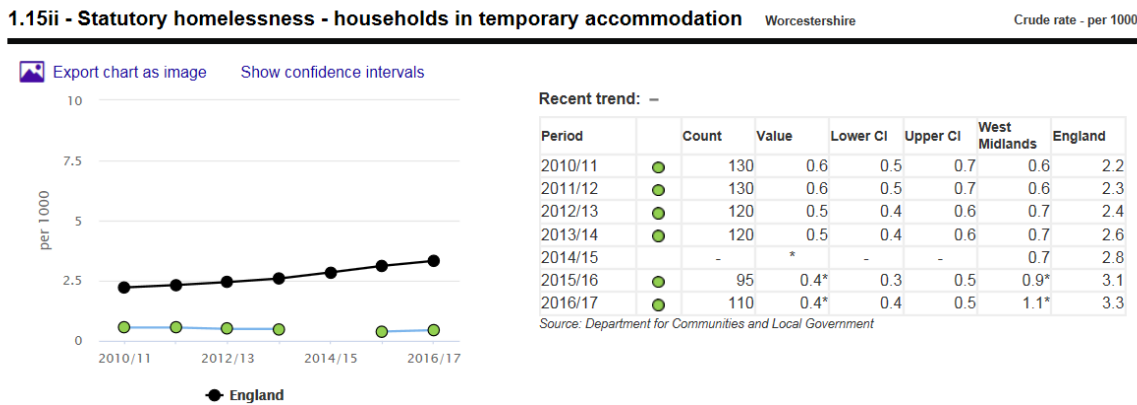 1.15ii - Statutory homelessness - households in temporary accommodation Worcestershire Crude rate - per 1000
Export chart as image Show confidence intervals
10
7.5
5
2.5
0
per 1000
2010/11 2012/13 2014/15 2016/17
England
Recent trend: –
Period Count Value Lower CI Upper CI West Midlands England
2010/11 130 0.6 0.5 0.7 0.6 2.2
2011/12 130 0.6 0.5 0.7 0.6 2.3
2012/13 120 0.5 0.4 0.6 0.7 2.4
2013/14 120 0.5 0.4 0.6 0.7 2.6
2014/15 - * - - 0.7 2.8
2015/16 95 0.4* 0.3 0.5 0.9* 3.1
2016/17 110 0.4* 0.4 0.5 1.1* 3.3
Source: Department for Communities and Local Government